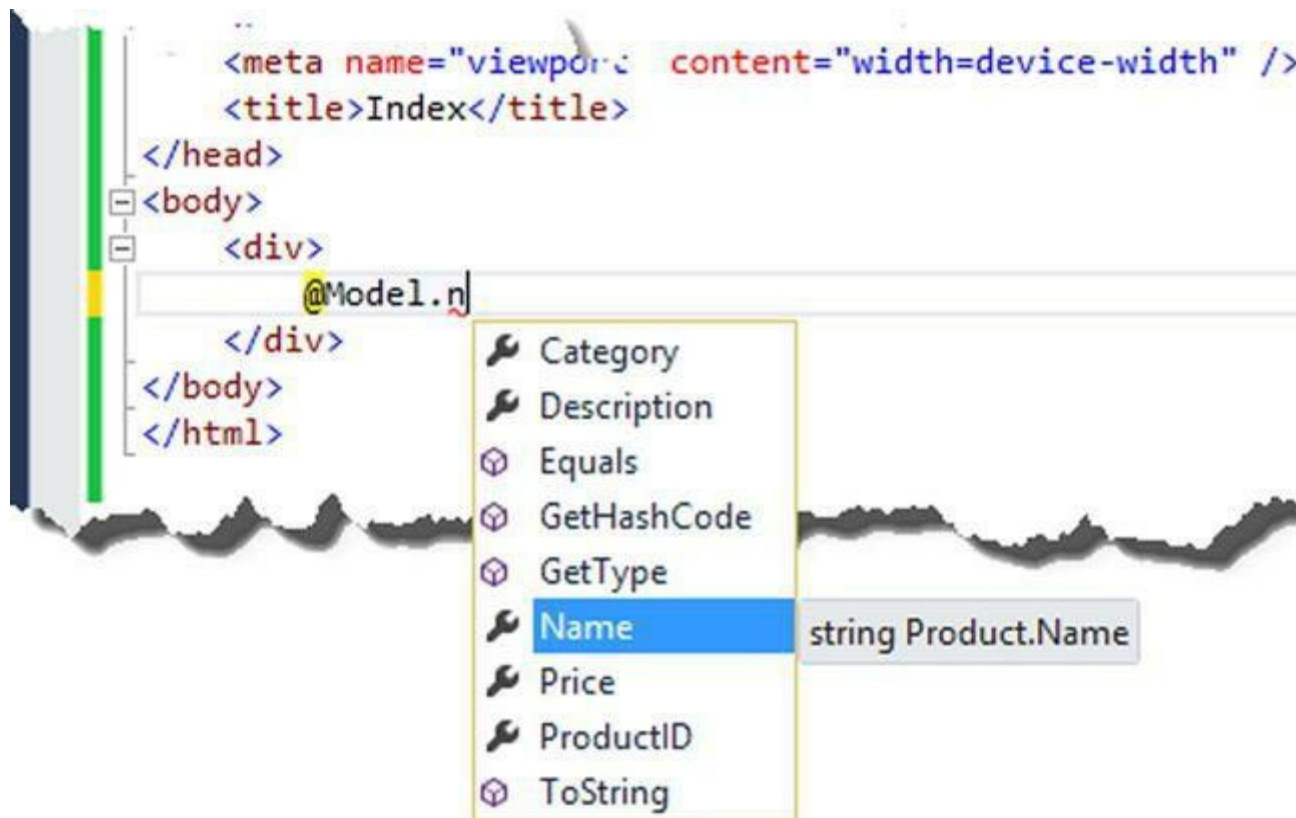 <meta name="viewport content="width=device-width" />
<title>Index</title>
</head>
<body>
<div>
@Model.n
</div>
</body>
</html>
Category
Description
Equals
GetHashCode
GetType
Name
string Product.Name
Price
ProductID
ToString